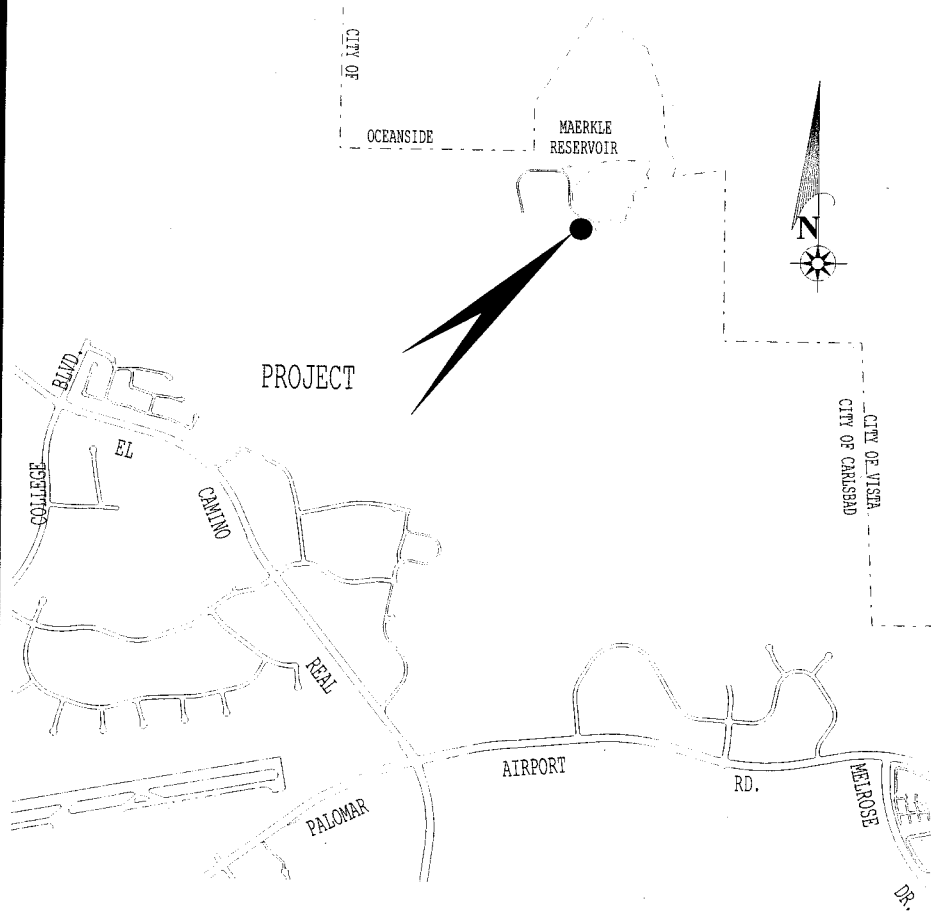 CITY OF
OCEANSIDE
MAERKLE
RESERVOIR
N
PROJECT
BLVD.
COLLEGE
EL
CAMINO
REAL
CITY OF VISTA
CITY OF CARLSBAD
AIRPORT
RD.
PALOMAR
MELROSE
DR.